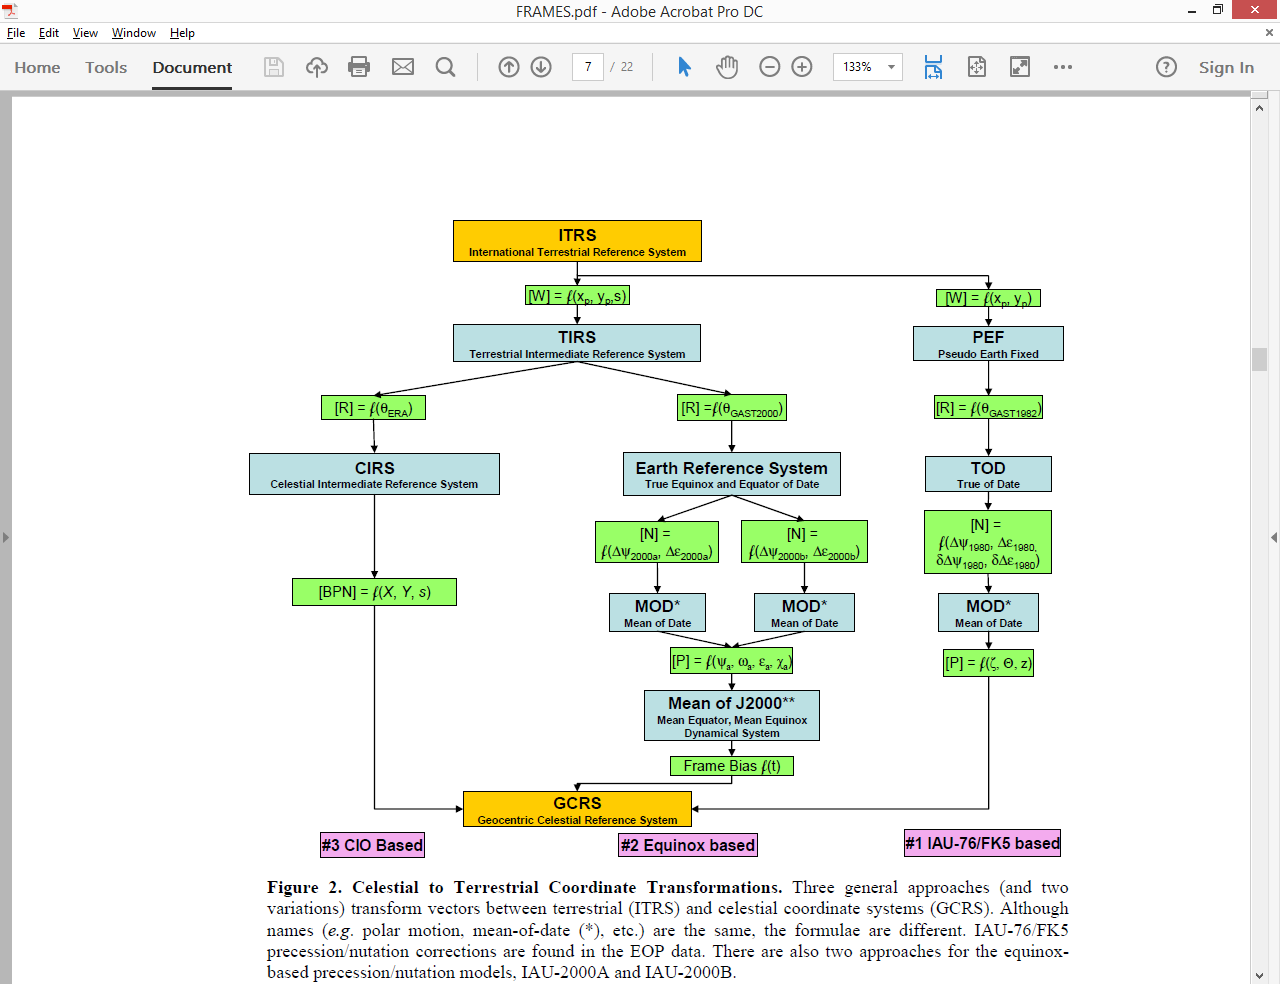 FRAMES.pdf - Adobe Acrobat Pro DC
File Edit View Window Help
Home Tools Document 7 / 22 133% Sign In
ITRS
International Terrestrial Reference System
[W] = ƒ(xp, yp,s)
[W] = ƒ(xp, yp)
TIRS
Terrestrial Intermediate Reference System
PEF
Pseudo Earth Fixed
[R] = ƒ(θERA)
[R] =ƒ(θGAST2000)
[R] = ƒ(θGAST1982)
CIRS
Celestial Intermediate Reference System
Earth Reference System
True Equinox and Equator of Date
TOD
True of Date
[N] =
ƒ(Δψ2000a, Δε2000a)
[N] =
ƒ(Δψ2000b, Δε2000b)
[N] =
ƒ(Δψ1980, Δε1980,
δΔψ1980, δΔε1980)
[BPN] = ƒ(X, Y, s)
MOD*
Mean of Date
MOD*
Mean of Date
MOD*
Mean of Date
[P] = ƒ(ψa, ωa, εa, χa)
[P] = ƒ(ζ, Θ, z)
Mean of J2000**
Mean Equator, Mean Equinox
Dynamical System
Frame Bias ƒ(t)
GCRS
Geocentric Celestial Reference System
#3 CIO Based
#2 Equinox based
#1 IAU-76/FK5 based
Figure 2. Celestial to Terrestrial Coordinate Transformations. Three general approaches (and two
variations) transform vectors between terrestrial (ITRS) and celestial coordinate systems (GCRS). Although
names (e.g. polar motion, mean-of-date (*), etc.) are the same, the formulae are different. IAU-76/FK5
precession/nutation corrections are found in the EOP data. There are also two approaches for the equinox-
based precession/nutation models, IAU-2000A and IAU-2000B.